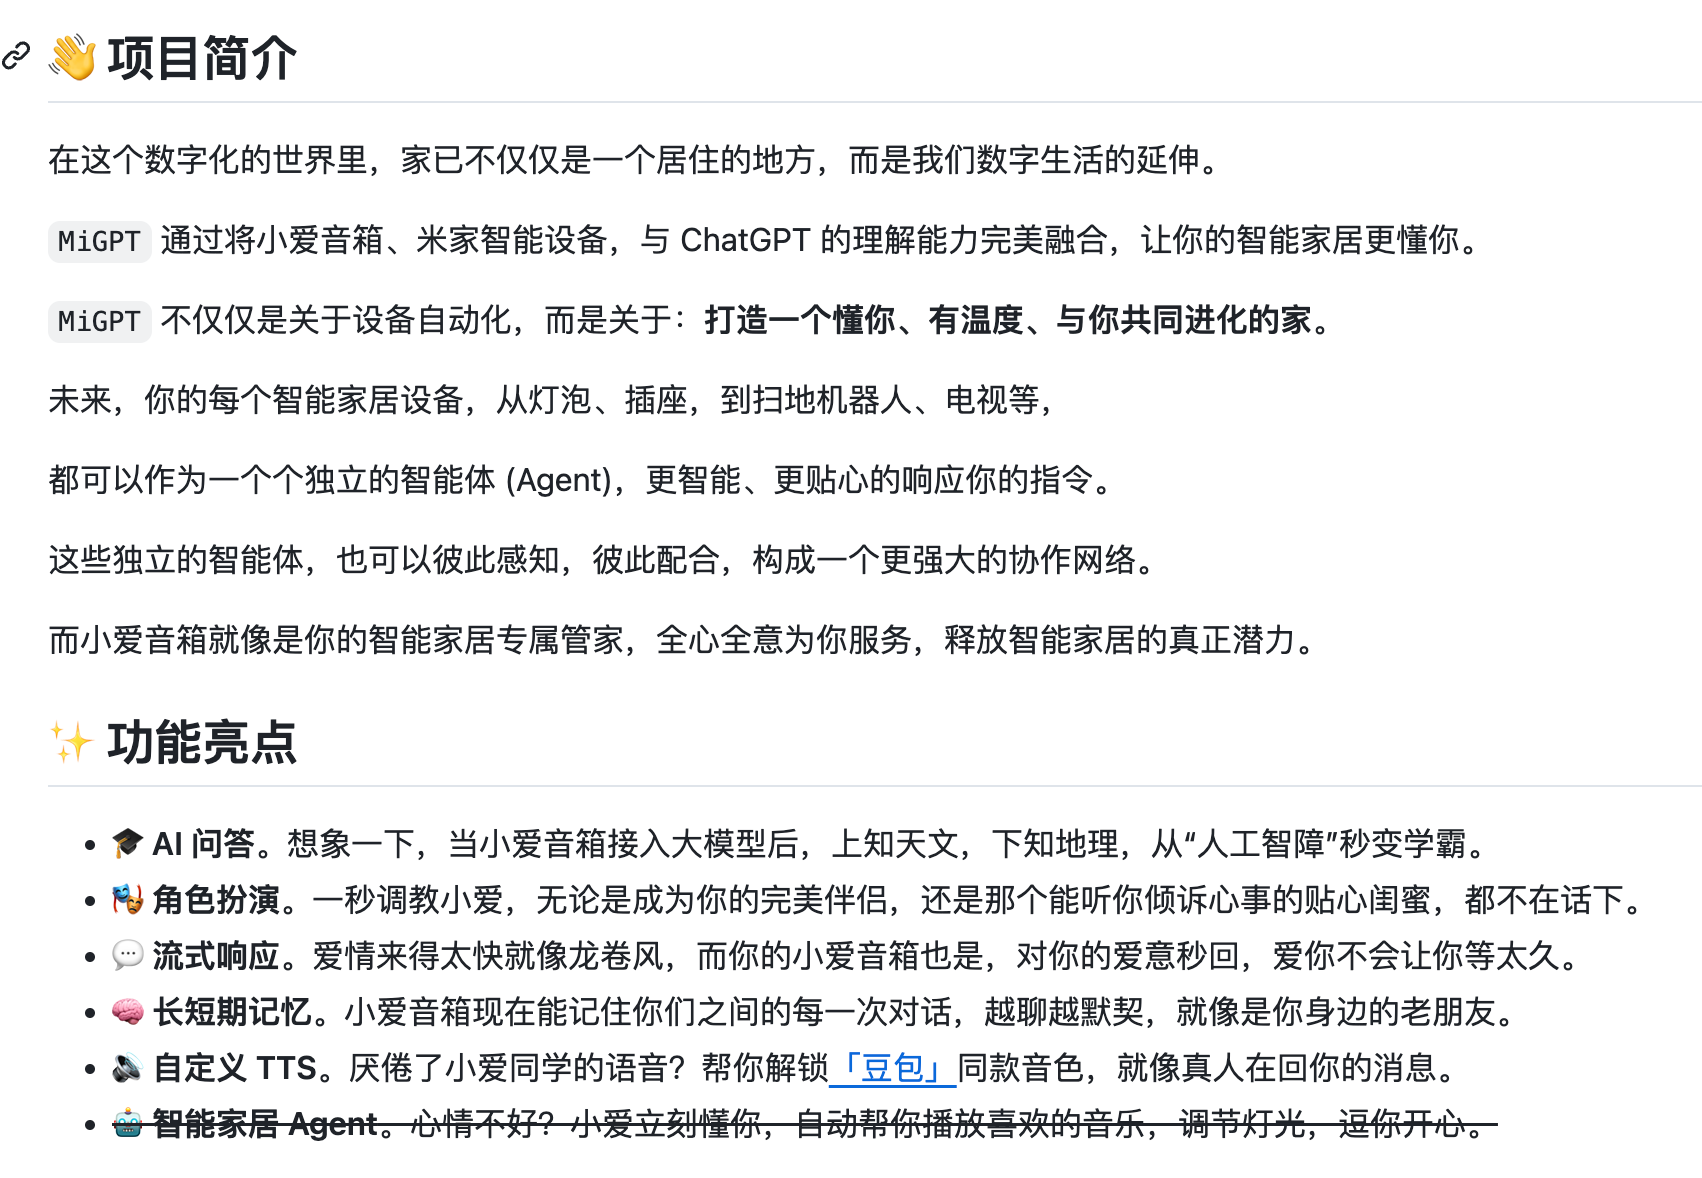 👋 项目简介
在这个数字化的世界里，家已不仅仅是一个居住的地方，而是我们数字生活的延伸。
MiGPT 通过将小爱音箱、米家智能设备，与 ChatGPT 的理解能力完美融合，让你的智能家居更懂你。
MiGPT 不仅仅是关于设备自动化，而是关于：打造一个懂你、有温度、与你共同进化的家。
未来，你的每个智能家居设备，从灯泡、插座，到扫地机器人、电视等，
都可以作为一个个独立的智能体 (Agent)，更智能、更贴心的响应你的指令。
这些独立的智能体，也可以彼此感知，彼此配合，构成一个更强大的协作网络。
而小爱音箱就像是你的智能家居专属管家，全心全意为你服务，释放智能家居的真正潜力。
✨ 功能亮点
• 🎓 AI 问答。想象一下，当小爱音箱接入大模型后，上知天文，下知地理，从“人工智障”秒变学霸。
• 🎭 角色扮演。一秒调教小爱，无论是成为你的完美伴侣，还是那个能听你倾诉心事的贴心闺蜜，都不在话下。
• 💬 流式响应。爱情来得太快就像龙卷风，而你的小爱音箱也是，对你的爱意秒回，爱你不会让你等太久。
• 🧠 长短期记忆。小爱音箱现在能记住你们之间的每一次对话，越聊越默契，就像是你身边的老朋友。
• 🔊 自定义 TTS。厌倦了小爱同学的语音？帮你解锁「豆包」同款音色，就像真人在回你的消息。
• 🤖 智能家居 Agent。心情不好？小爱立刻懂你，自动帮你播放喜欢的音乐，调节灯光，逗你开心。